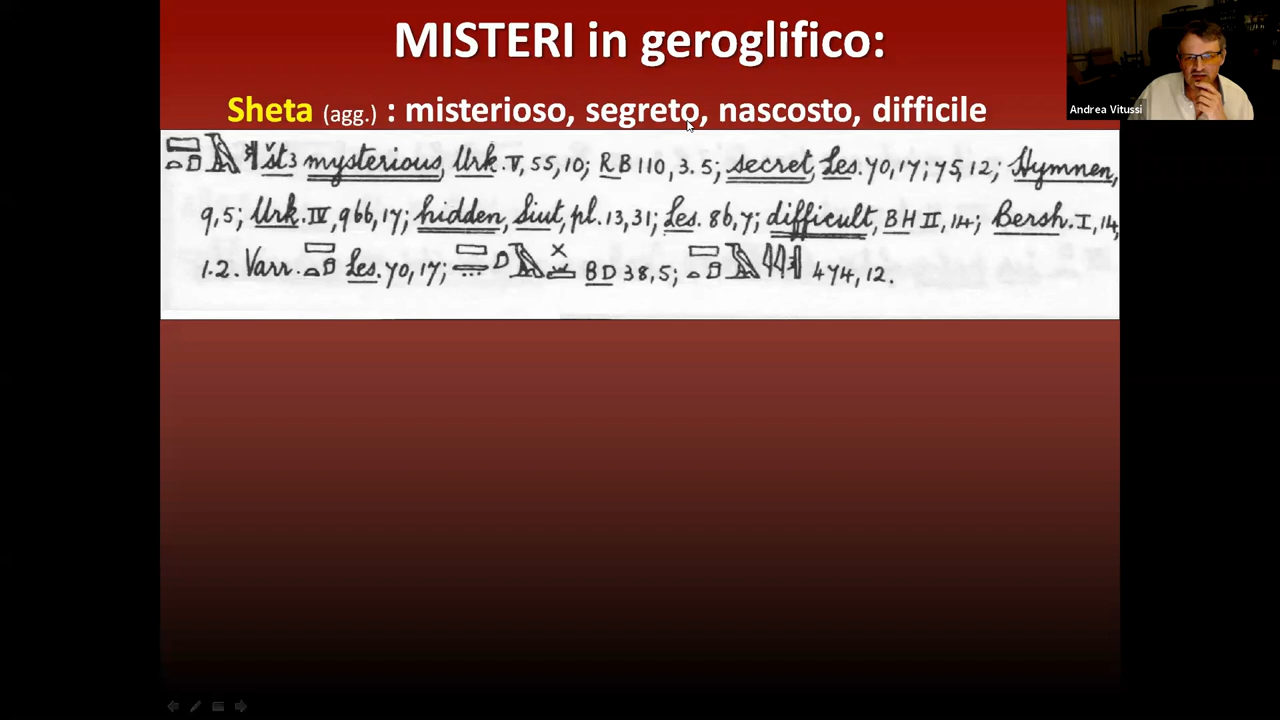 MISTERI in geroglifico:
Andrea Vitussi
Sheta (agg.) : misterioso, segreto, nascosto, difficile
št3 mysterious, Urk. V, 55, 10; RB 110, 3. 5; secret, Les. 70, 17; 75, 12; Hymnen,
9, 5; Urk. IV, 966, 17; hidden, Siut, pl. 13, 31; Les. 86, 7; difficult, BH II, 14; Bersh. I, 14,
1. 2. Varr. Les. 70, 17; BD 38, 5; 474, 12.